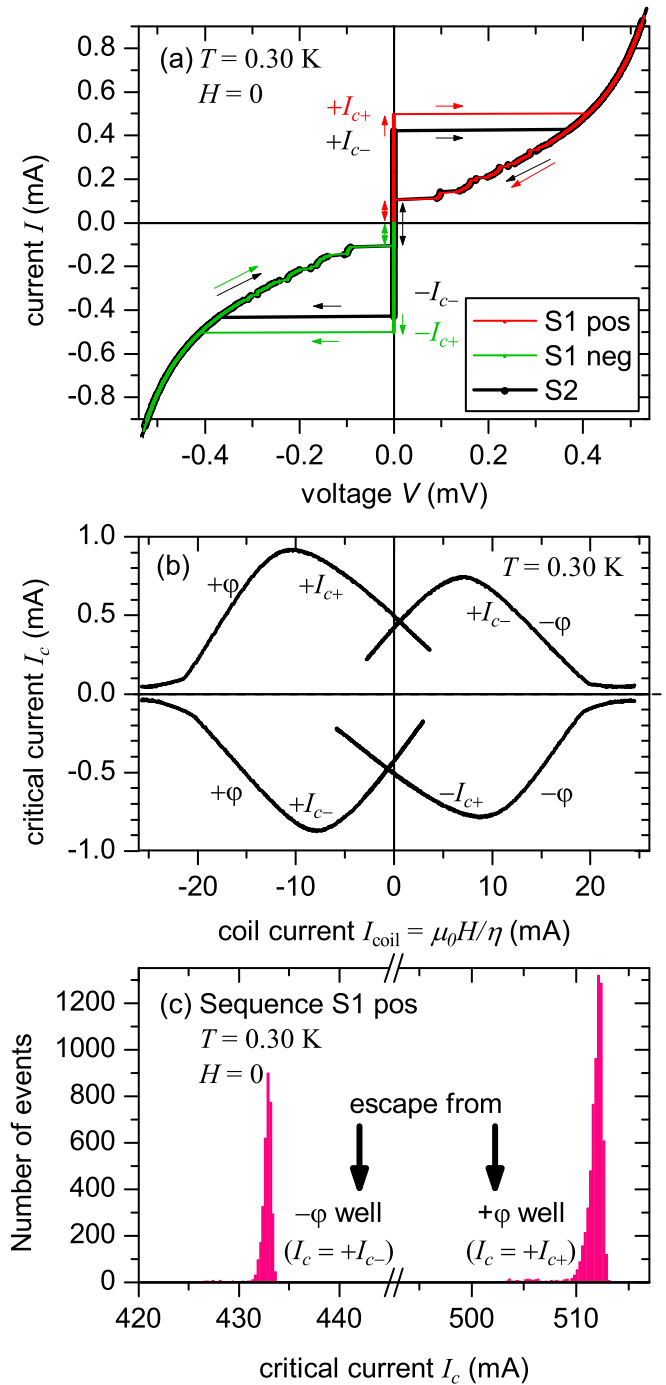 (a) T = 0.30 K
H = 0
+Ic+
+Ic−
−Ic−
−Ic+
S1 pos
S1 neg
S2
0.8
0.6
0.4
0.2
0.0
-0.2
-0.4
-0.6
-0.8
current I (mA)
-0.4 -0.2 0.0 0.2 0.4
voltage V (mV)
(b) T = 0.30 K
+φ +Ic+ +Ic− −φ
+φ +Ic− −Ic+ −φ
1.0
0.5
0.0
-0.5
-1.0
critical current Ic (mA)
-20 -10 0 10 20
coil current Icoil = μ0H/η (mA)
(c) Sequence S1 pos
T = 0.30 K
H = 0
escape from
−φ well +φ well
(Ic = +Ic−) (Ic = +Ic+)
1200
1000
800
600
400
200
0
Number of events
420 430 440 500 510
critical current Ic (mA)